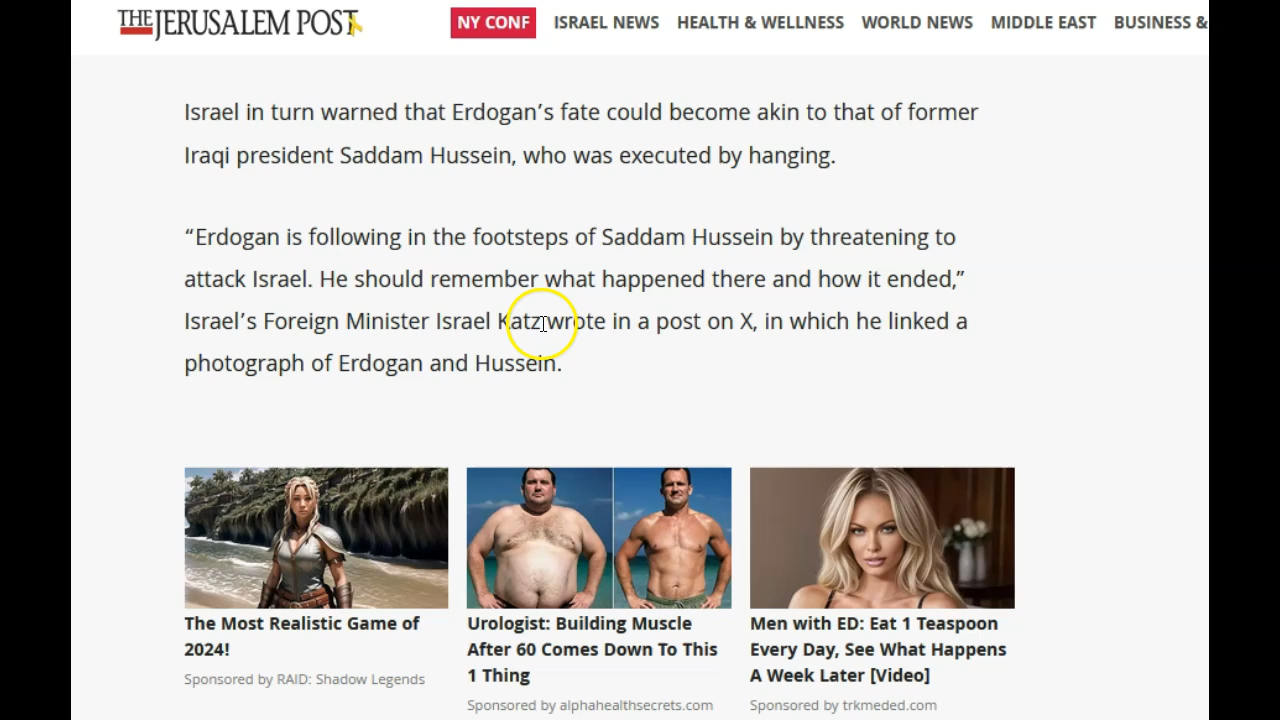 THE JERUSALEM POST
NY CONF ISRAEL NEWS HEALTH & WELLNESS WORLD NEWS MIDDLE EAST BUSINESS &
Israel in turn warned that Erdogan’s fate could become akin to that of former
Iraqi president Saddam Hussein, who was executed by hanging.
“Erdogan is following in the footsteps of Saddam Hussein by threatening to
attack Israel. He should remember what happened there and how it ended,”
Israel’s Foreign Minister Israel Katz wrote in a post on X, in which he linked a
photograph of Erdogan and Hussein.
The Most Realistic Game of
2024!
Sponsored by RAID: Shadow Legends
Urologist: Building Muscle
After 60 Comes Down To This
1 Thing
Sponsored by alphahealthsecrets.com
Men with ED: Eat 1 Teaspoon
Every Day, See What Happens
A Week Later [Video]
Sponsored by trkmeded.com